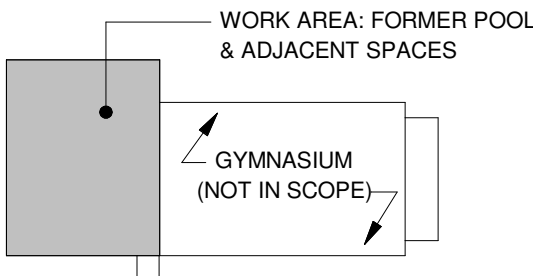 WORK AREA: FORMER POOL
& ADJACENT SPACES
GYMNASIUM
(NOT IN SCOPE)